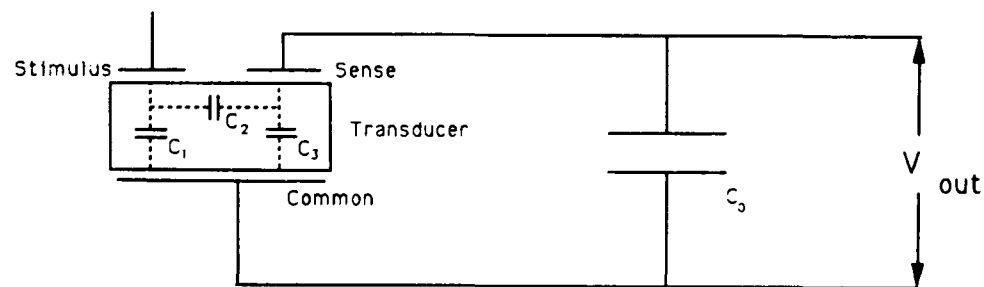 Stimulus
Sense
C2
C1
C3
Transducer
Common
V out